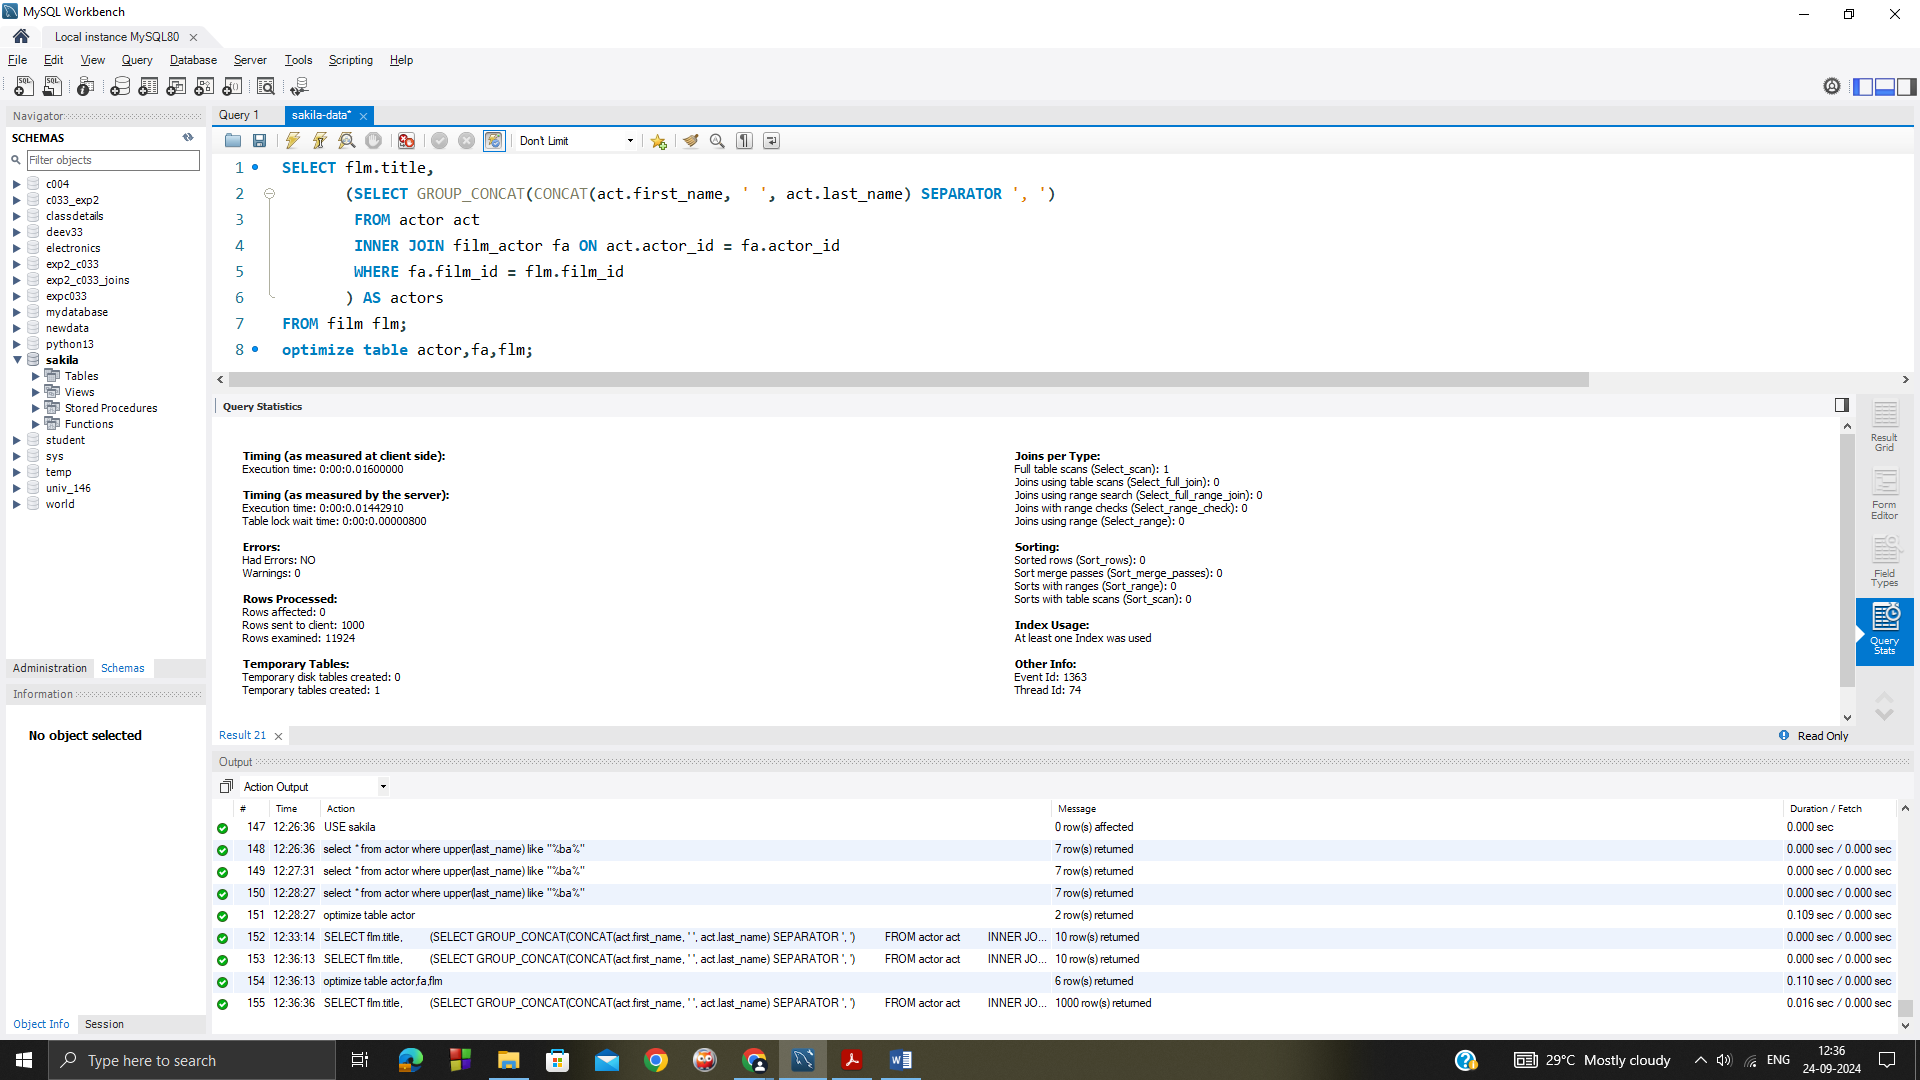 MySQL Workbench
Local instance MySQL80
File Edit View Query Database Server Tools Scripting Help
Navigator
SCHEMAS
Filter objects
c004
c033_exp2
classdetails
deev33
electronics
exp2_c033
exp2_c033_joins
expc033
mydatabase
newdata
python13
sakila
Tables
Views
Stored Procedures
Functions
student
sys
temp
univ_146
world
Administration Schemas
Information
No object selected
Object Info Session
Query 1 sakila-data*
Don't Limit
1 SELECT flm.title,
2 (SELECT GROUP_CONCAT(CONCAT(act.first_name, ' ', act.last_name) SEPARATOR ', ')
3 FROM actor act
4 INNER JOIN film_actor fa ON act.actor_id = fa.actor_id
5 WHERE fa.film_id = flm.film_id
6 ) AS actors
7 FROM film flm;
8 optimize table actor,fa,flm;
Query Statistics
Timing (as measured at client side):
Execution time: 0:00:0.01600000
Timing (as measured by the server):
Execution time: 0:00:0.01442910
Table lock wait time: 0:00:0.00000800
Errors:
Had Errors: NO
Warnings: 0
Rows Processed:
Rows affected: 0
Rows sent to client: 1000
Rows examined: 11924
Temporary Tables:
Temporary disk tables created: 0
Temporary tables created: 1
Joins per Type:
Full table scans (Select_scan): 1
Joins using table scans (Select_full_join): 0
Joins using range search (Select_full_range_join): 0
Joins with range checks (Select_range_check): 0
Joins using range (Select_range): 0
Sorting:
Sorted rows (Sort_rows): 0
Sort merge passes (Sort_merge_passes): 0
Sorts with ranges (Sort_range): 0
Sorts with table scans (Sort_scan): 0
Index Usage:
At least one Index was used
Other Info:
Event Id: 1363
Thread Id: 74
Result
Grid
Form
Editor
Field
Types
Query
Stats
Result 21
Read Only
Output
Action Output
# Time Action Message Duration / Fetch
147 12:26:36 USE sakila 0 row(s) affected 0.000 sec
148 12:26:36 select * from actor where upper(last_name) like "%ba%" 7 row(s) returned 0.000 sec / 0.000 sec
149 12:27:31 select * from actor where upper(last_name) like "%ba%" 7 row(s) returned 0.000 sec / 0.000 sec
150 12:28:27 select * from actor where upper(last_name) like "%ba%" 7 row(s) returned 0.000 sec / 0.000 sec
151 12:28:27 optimize table actor 2 row(s) returned 0.109 sec / 0.000 sec
152 12:33:14 SELECT flm.title, (SELECT GROUP_CONCAT(CONCAT(act.first_name, ' ', act.last_name) SEPARATOR ', ') FROM actor act INNER JO... 10 row(s) returned 0.000 sec / 0.000 sec
153 12:36:13 SELECT flm.title, (SELECT GROUP_CONCAT(CONCAT(act.first_name, ' ', act.last_name) SEPARATOR ', ') FROM actor act INNER JO... 10 row(s) returned 0.000 sec / 0.000 sec
154 12:36:13 optimize table actor,fa,flm 6 row(s) returned 0.110 sec / 0.000 sec
155 12:36:36 SELECT flm.title, (SELECT GROUP_CONCAT(CONCAT(act.first_name, ' ', act.last_name) SEPARATOR ', ') FROM actor act INNER JO... 1000 row(s) returned 0.016 sec / 0.000 sec
Type here to search
29°C Mostly cloudy
ENG
12:36
24-09-2024